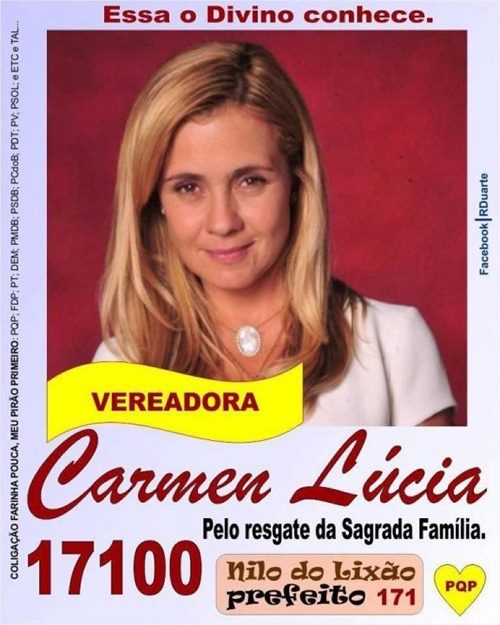 Essa o Divino conhece.
COLIGAÇÃO FARINHA POUCA, MEU PIRÃO PRIMEIRO: PQP; FDP; PT; DEM; PMDB; PSDB; PCdoB; PDT; PV; PSOL; e ETC e TAL...
Facebook|RDuarte
VEREADORA
Carmen Lúcia
Pelo resgate da Sagrada Família.
17100
Nilo do Lixão
prefeito 171
PQP